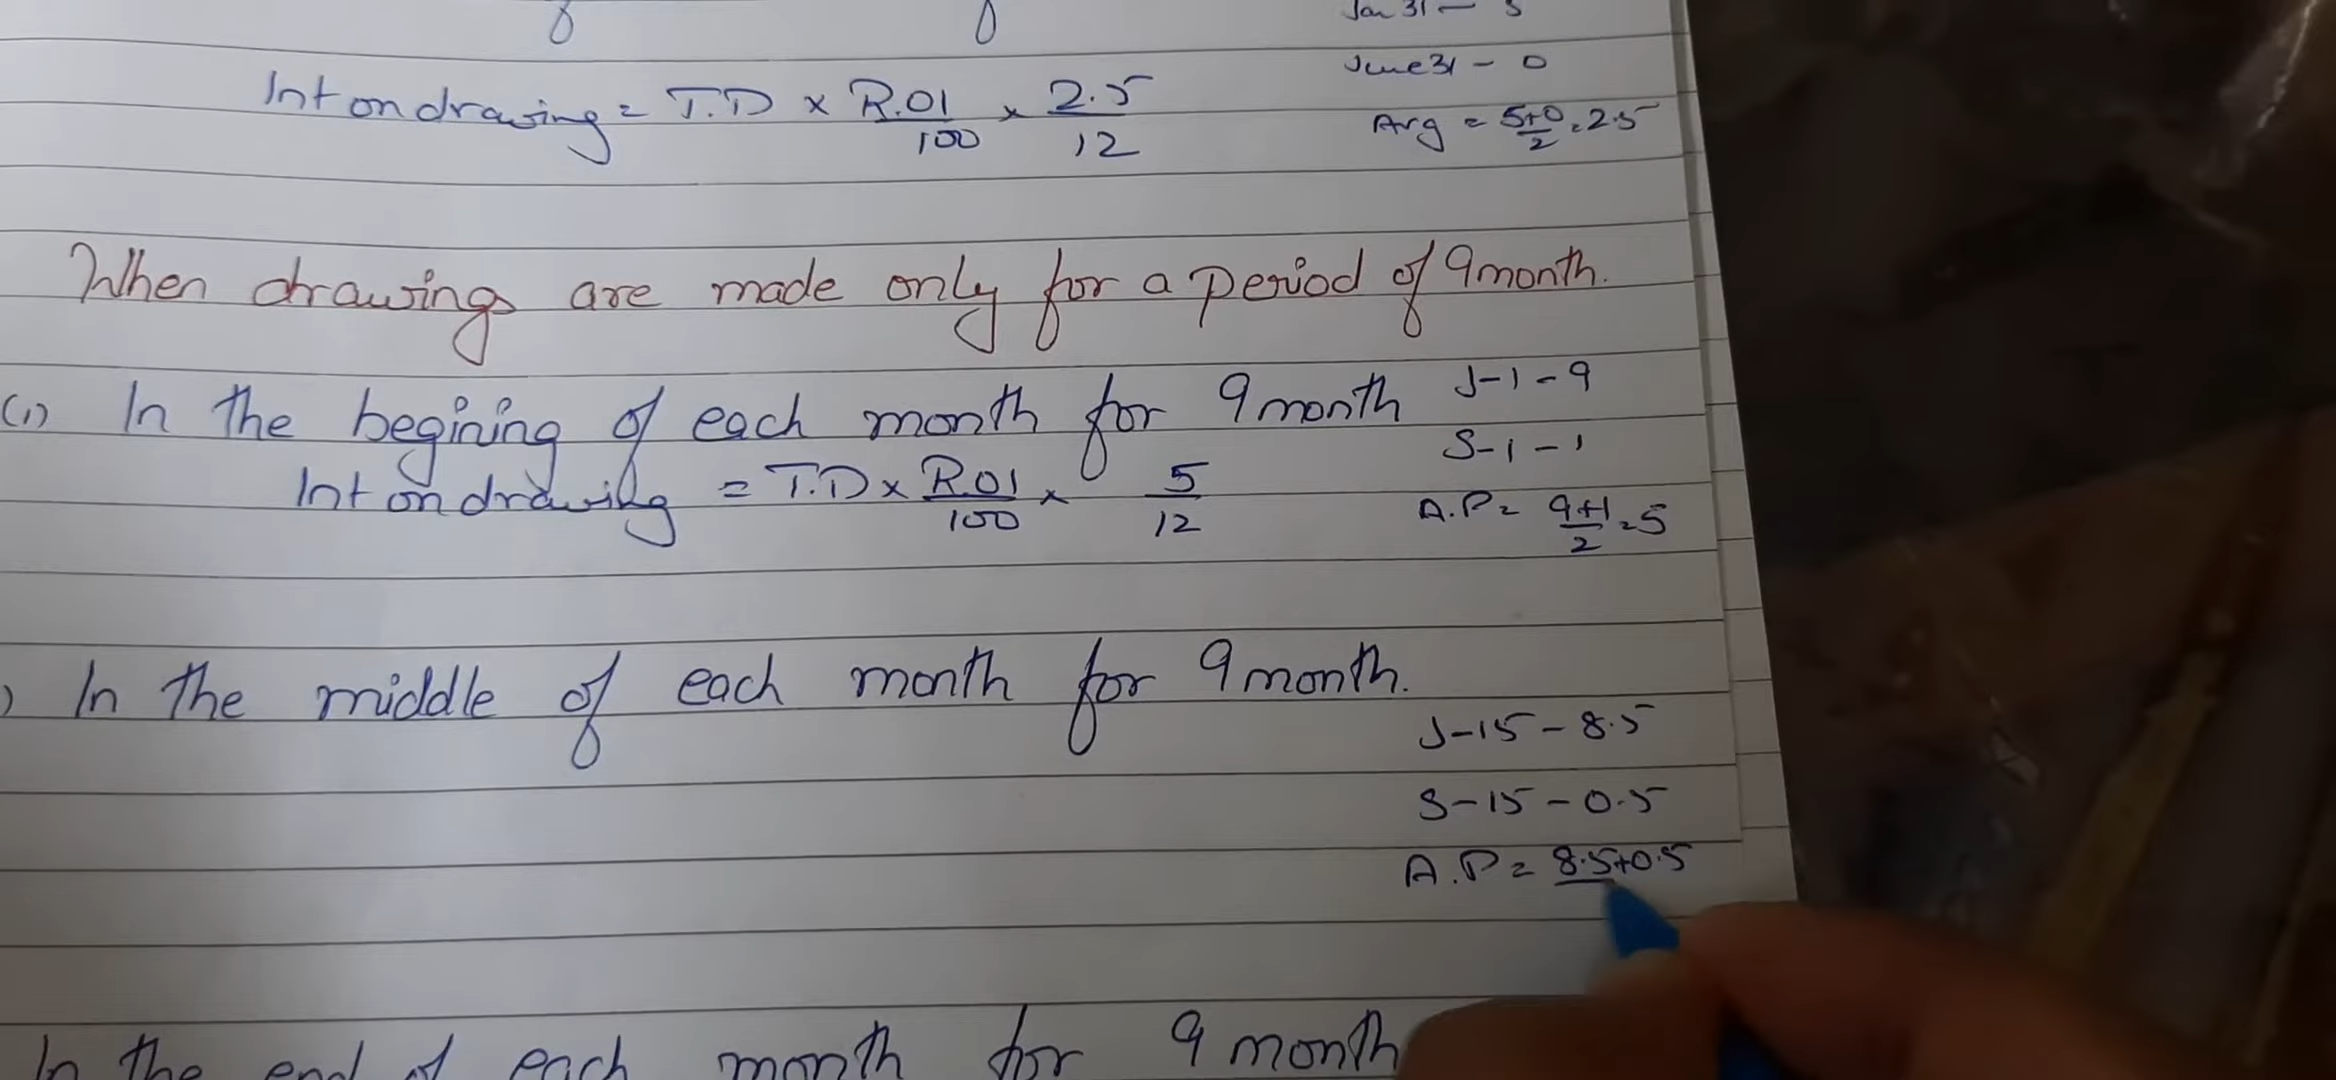 Jan 31 - 5
June 31 - 0
Int on drawing = T.D × R.OI/100 × 2.5/12
Avg = 5+0/2 = 2.5
When drawings are made only for a period of 9 month.
(1) In the begining of each month for 9 month
J-1-9
S-1-1
Int on drawing = T.D × R.OI/100 × 5/12
A.P = 9+1/2 = 5
) In the middle of each month for 9 month.
J-15-8.5
S-15-0.5
A.P = 8.5+0.5
In the end of each month for 9 month